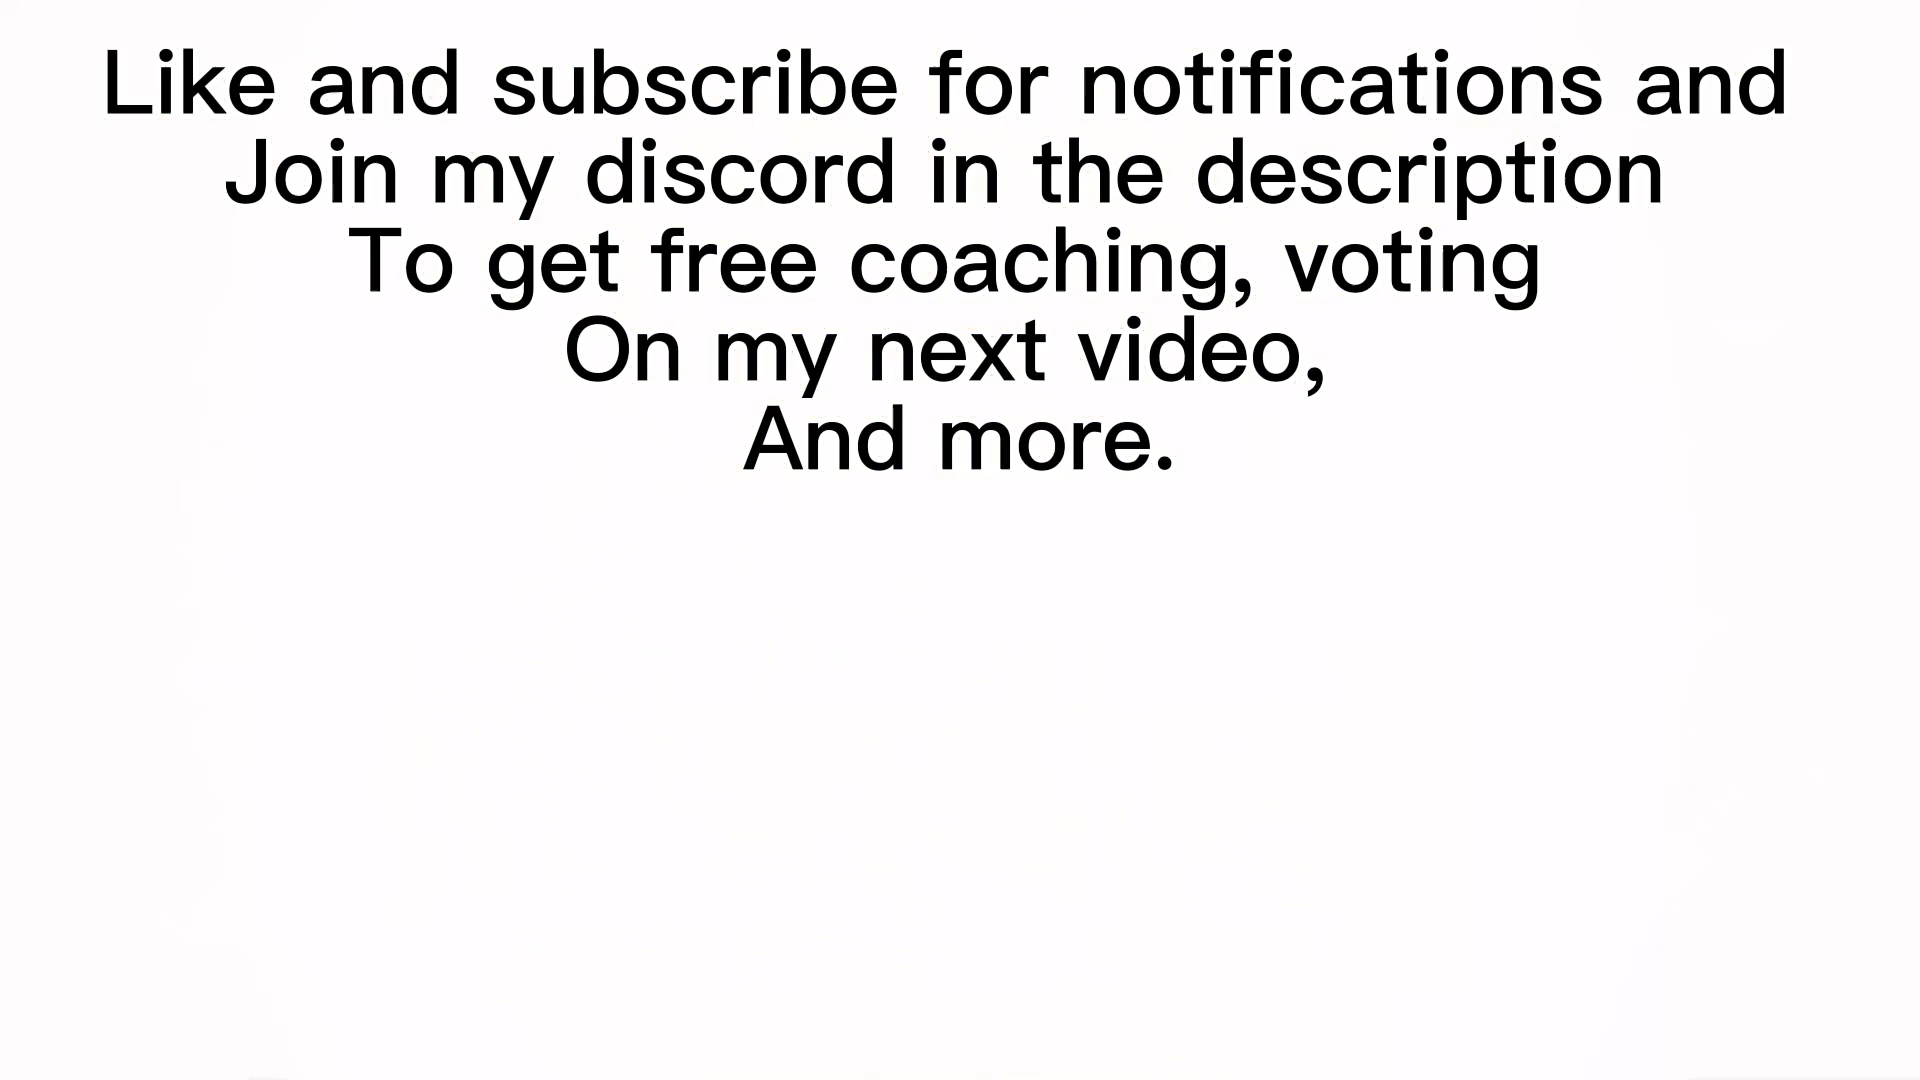 Like and subscribe for notifications and
Join my discord in the description
To get free coaching, voting
On my next video,
And more.